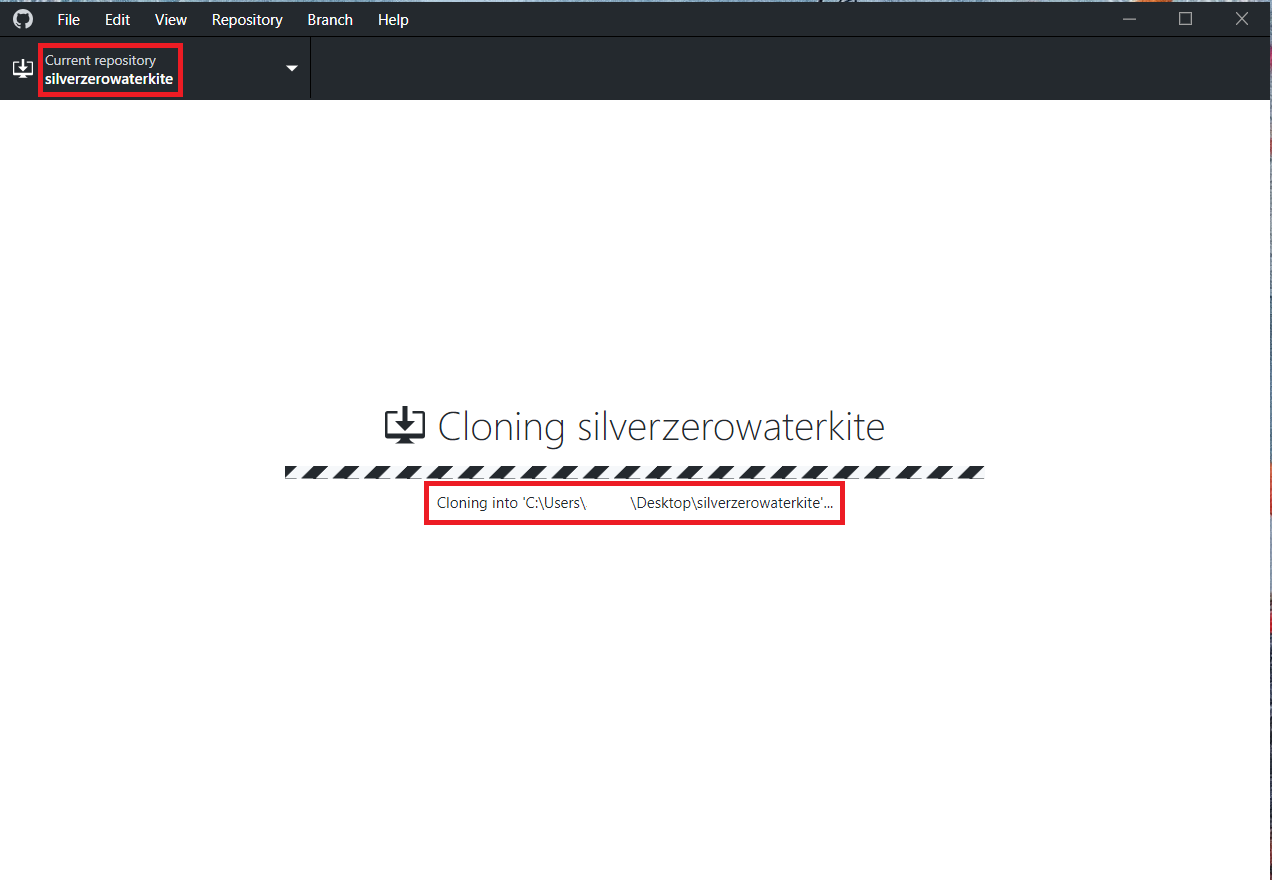 File Edit View Repository Branch Help
Current repository
silverzerowaterkite
Cloning silverzerowaterkite
Cloning into 'C:\Users\ \Desktop\silverzerowaterkite'...